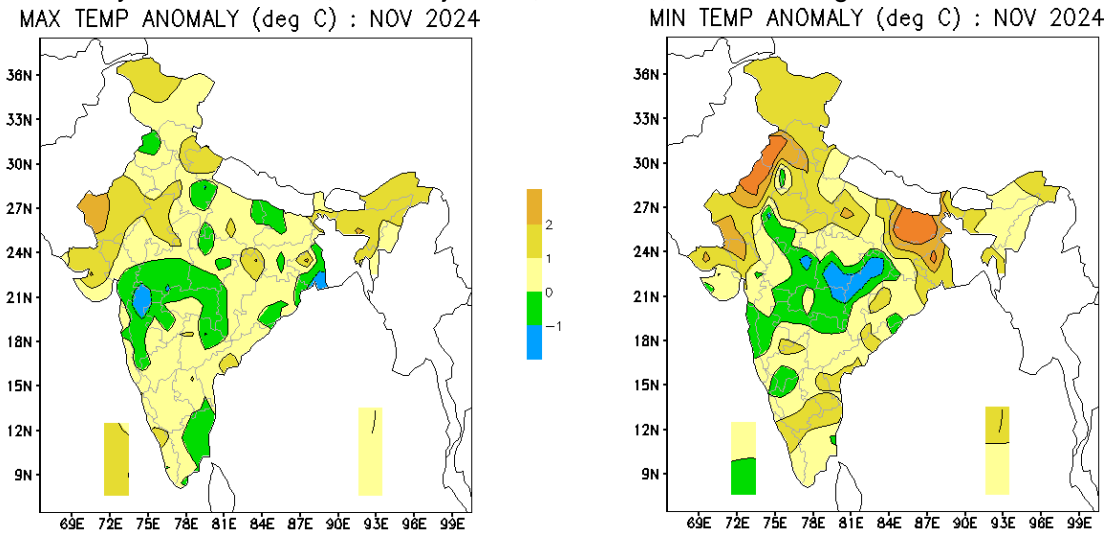 MAX TEMP ANOMALY (deg C) : NOV 2024
36N
33N
30N
27N
24N
21N
18N
15N
12N
9N
69E 72E 75E 78E 81E 84E 87E 90E 93E 96E 99E
2
1
0
−1
MIN TEMP ANOMALY (deg C) : NOV 2024
36N
33N
30N
27N
24N
21N
18N
15N
12N
9N
69E 72E 75E 78E 81E 84E 87E 90E 93E 96E 99E